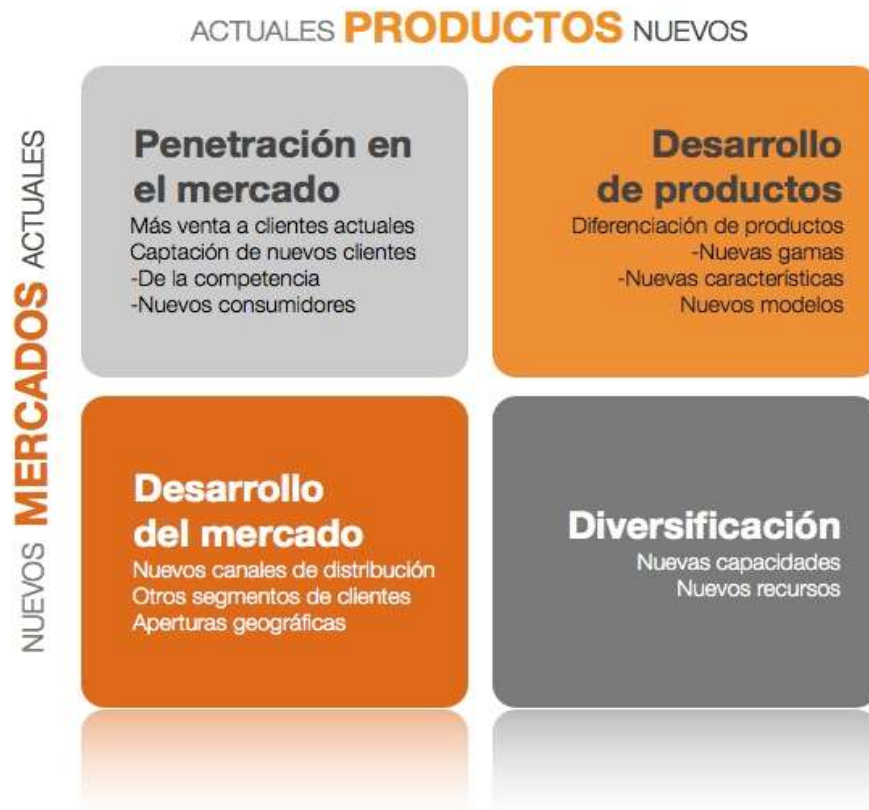 ACTUALES PRODUCTOS NUEVOS
NUEVOS MERCADOS ACTUALES
Penetración en
el mercado
Más venta a clientes actuales
Captación de nuevos clientes
-De la competencia
-Nuevos consumidores
Desarrollo
de productos
Diferenciación de productos
-Nuevas gamas
-Nuevas características
Nuevos modelos
Desarrollo
del mercado
Nuevos canales de distribución
Otros segmentos de clientes
Aperturas geográficas
Diversificación
Nuevas capacidades
Nuevos recursos